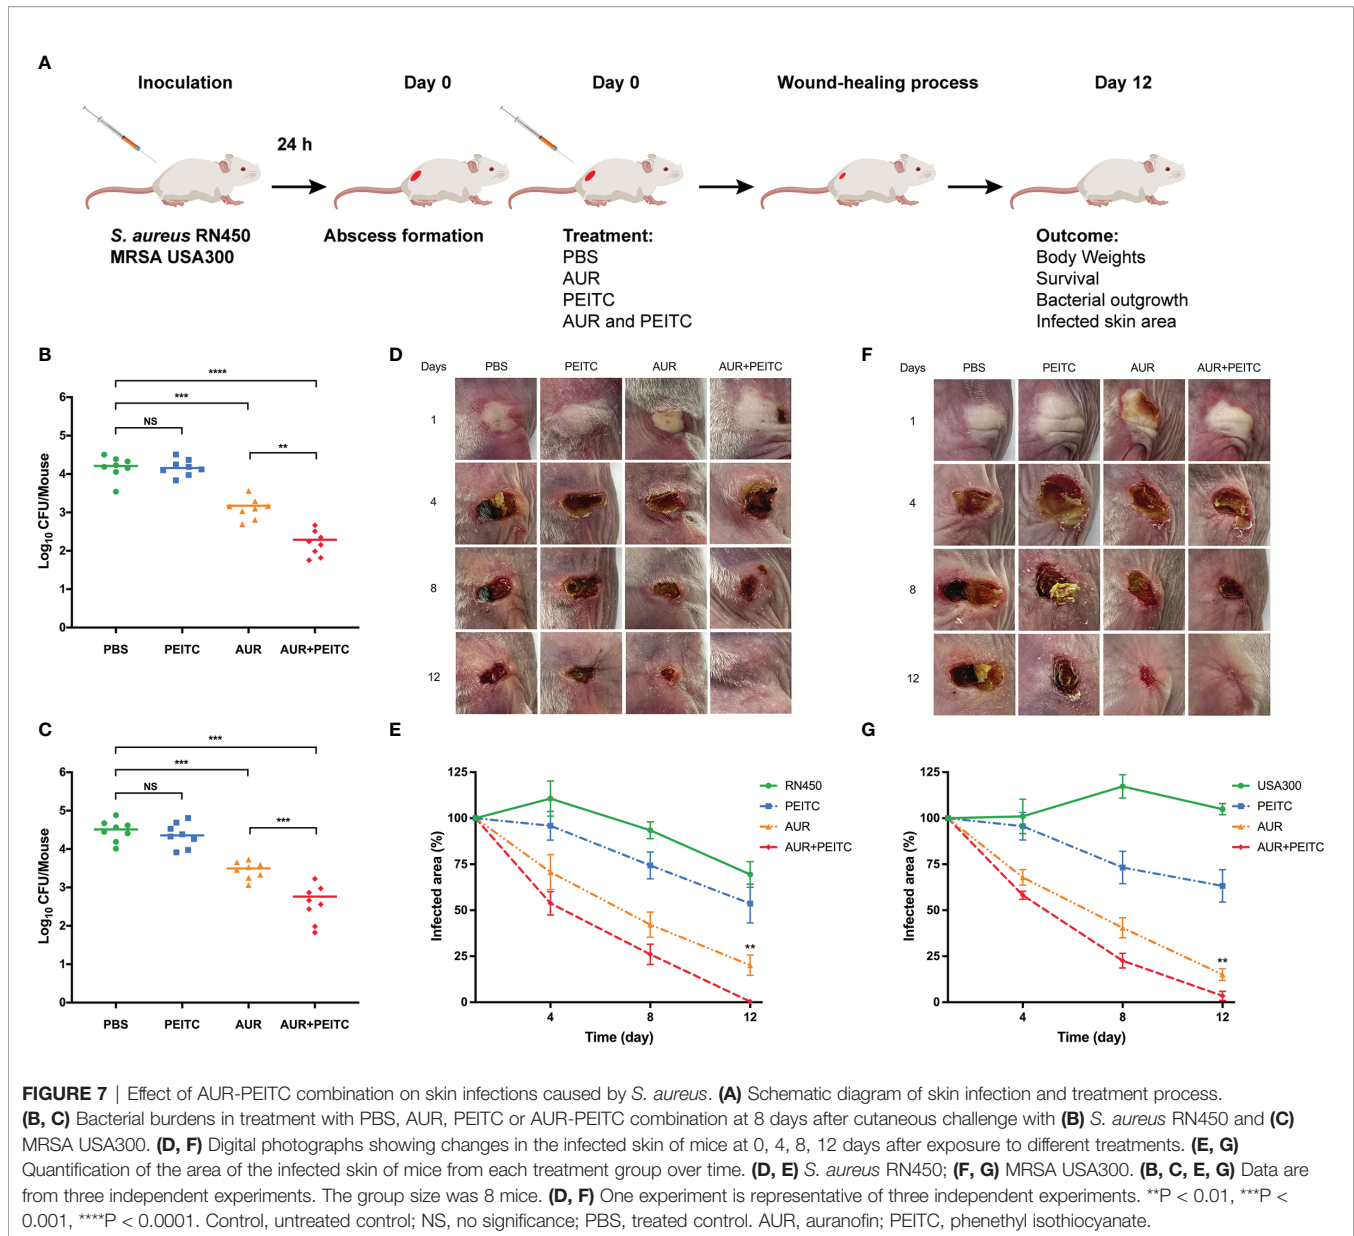 A
Inoculation
Day 0
Day 0
Wound-healing process
Day 12
24 h
S. aureus RN450
MRSA USA300
Abscess formation
Treatment:
PBS
AUR
PEITC
AUR and PEITC
Outcome:
Body Weights
Survival
Bacterial outgrowth
Infected skin area
B
****
***
NS
**
6
5
4
3
2
1
0
Log10 CFU/Mouse
PBS
PEITC
AUR
AUR+PEITC
D
Days
PBS
PEITC
AUR
AUR+PEITC
1
4
8
12
F
Days
PBS
PEITC
AUR
AUR+PEITC
1
4
8
12
C
***
***
NS
***
6
5
4
3
2
1
0
Log10 CFU/Mouse
PBS
PEITC
AUR
AUR+PEITC
E
125
100
75
50
25
0
Infected area (%)
RN450
PEITC
AUR
AUR+PEITC
**
4
8
12
Time (day)
G
125
100
75
50
25
0
Infected area (%)
USA300
PEITC
AUR
AUR+PEITC
**
4
8
12
Time (day)
FIGURE 7 | Effect of AUR-PEITC combination on skin infections caused by S. aureus. (A) Schematic diagram of skin infection and treatment process.
(B, C) Bacterial burdens in treatment with PBS, AUR, PEITC or AUR-PEITC combination at 8 days after cutaneous challenge with (B) S. aureus RN450 and (C)
MRSA USA300. (D, F) Digital photographs showing changes in the infected skin of mice at 0, 4, 8, 12 days after exposure to different treatments. (E, G)
Quantification of the area of the infected skin of mice from each treatment group over time. (D, E) S. aureus RN450; (F, G) MRSA USA300. (B, C, E, G) Data are
from three independent experiments. The group size was 8 mice. (D, F) One experiment is representative of three independent experiments. **P < 0.01, ***P <
0.001, ****P < 0.0001. Control, untreated control; NS, no significance; PBS, treated control. AUR, auranofin; PEITC, phenethyl isothiocyanate.